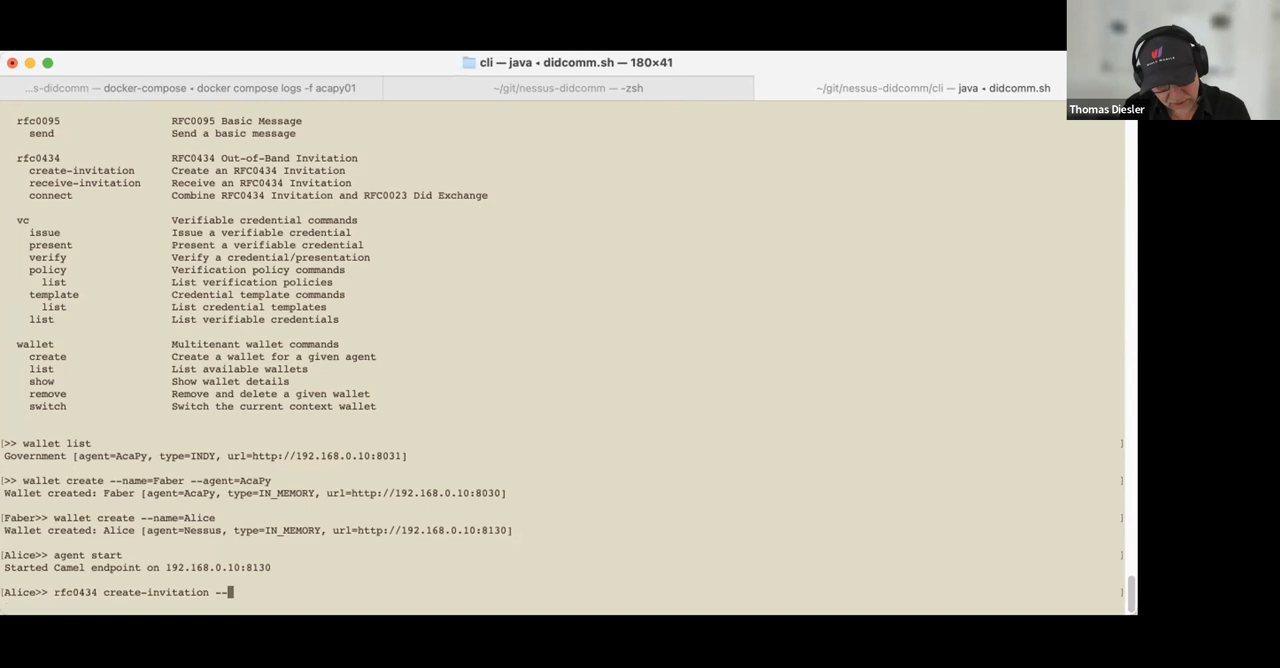 cli — java ◂ didcomm.sh — 180×41
...s-didcomm — docker-compose ◂ docker compose logs -f acapy01
~/git/nessus-didcomm — -zsh
~/git/nessus-didcomm/cli — java ◂ didcomm.sh
Thomas Diesler
rfc0095 RFC0095 Basic Message
send Send a basic message
rfc0434 RFC0434 Out-of-Band Invitation
create-invitation Create an RFC0434 Invitation
receive-invitation Receive an RFC0434 Invitation
connect Combine RFC0434 Invitation and RFC0023 Did Exchange
vc Verifiable credential commands
issue Issue a verifiable credential
present Present a verifiable credential
verify Verify a credential/presentation
policy Verification policy commands
list List verification policies
template Credential template commands
list List credential templates
list List verifiable credentials
wallet Multitenant wallet commands
create Create a wallet for a given agent
list List available wallets
show Show wallet details
remove Remove and delete a given wallet
switch Switch the current context wallet
[>> wallet list ]
Government [agent=AcaPy, type=INDY, url=http://192.168.0.10:8031]
[>> wallet create --name=Faber --agent=AcaPy ]
Wallet created: Faber [agent=AcaPy, type=IN_MEMORY, url=http://192.168.0.10:8030]
[Faber>> wallet create --name=Alice ]
Wallet created: Alice [agent=Nessus, type=IN_MEMORY, url=http://192.168.0.10:8130]
[Alice>> agent start ]
Started Camel endpoint on 192.168.0.10:8130
[Alice>> rfc0434 create-invitation -- ]